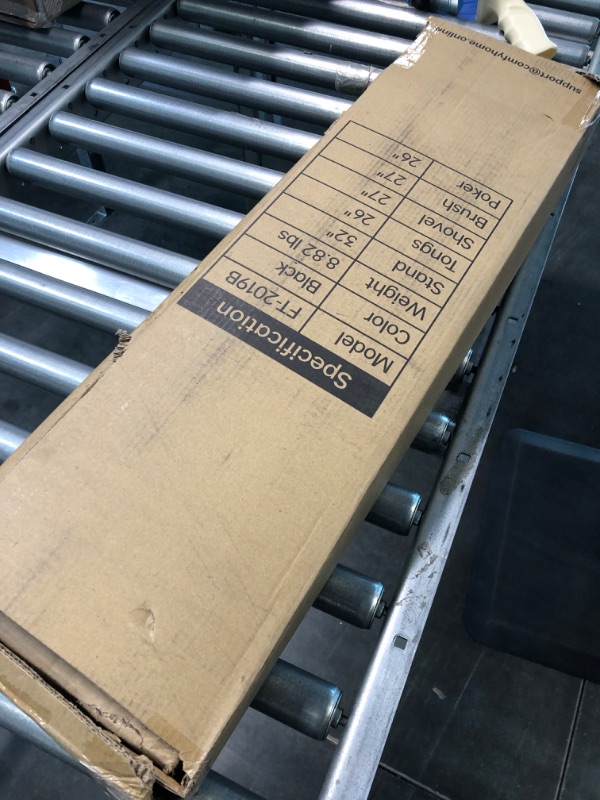 Specification
Model FT-2019B
Color Black
Weight 8.82 lbs
Stand 32"
Tongs 26"
Shovel 27"
Brush 27"
Poker 26"
support@comfyhome.online